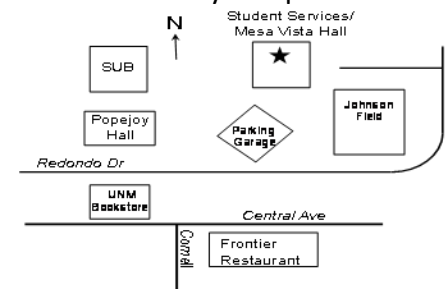 Student Services/
Mesa Vista Hall
N
SUB
Johnson
Field
Popejoy
Hall
Parking
Garage
Redondo Dr
UNM
Bookstore
Central Ave
Cornell
Frontier
Restaurant